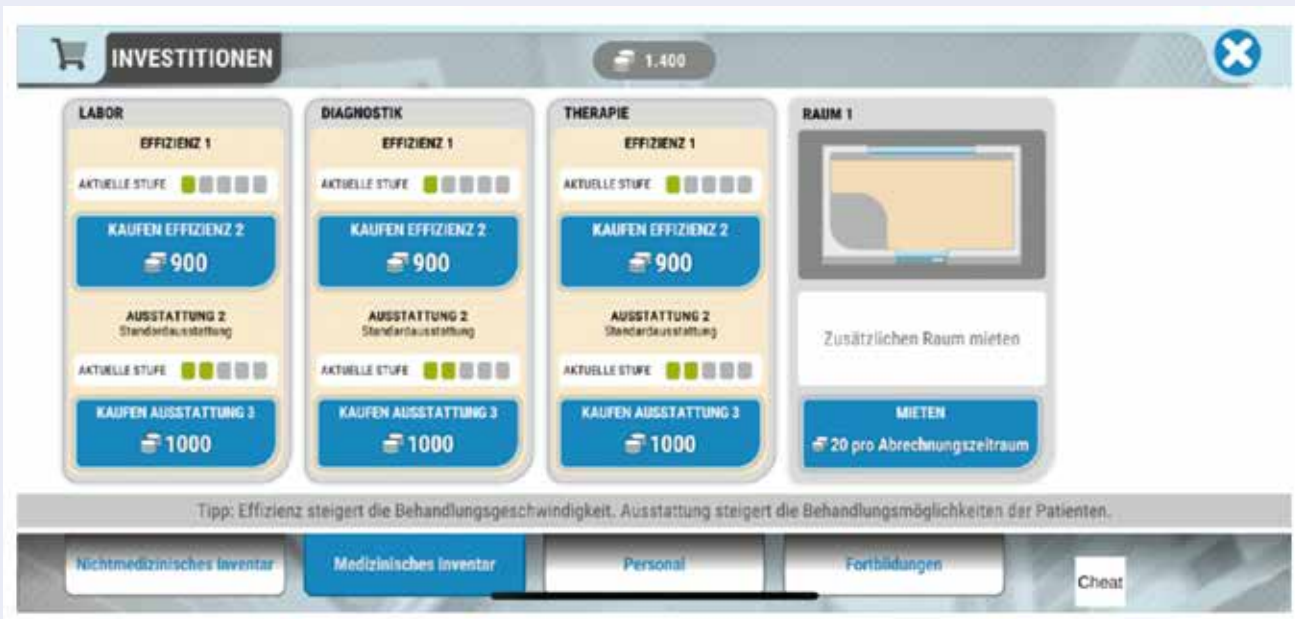 INVESTITIONEN
1.400
LABOR
EFFIZIENZ 1
AKTUELLE STUFE
KAUFEN EFFIZIENZ 2
900
AUSSTATTUNG 2
Standardausstattung
AKTUELLE STUFE
KAUFEN AUSSTATTUNG 3
1000
DIAGNOSTIK
EFFIZIENZ 1
AKTUELLE STUFE
KAUFEN EFFIZIENZ 2
900
AUSSTATTUNG 2
Standardausstattung
AKTUELLE STUFE
KAUFEN AUSSTATTUNG 3
1000
THERAPIE
EFFIZIENZ 1
AKTUELLE STUFE
KAUFEN EFFIZIENZ 2
900
AUSSTATTUNG 2
Standardausstattung
AKTUELLE STUFE
KAUFEN AUSSTATTUNG 3
1000
RAUM 1
Zusätzlichen Raum mieten
MIETEN
20 pro Abrechnungszeitraum
Tipp: Effizienz steigert die Behandlungsgeschwindigkeit. Ausstattung steigert die Behandlungsmöglichkeiten der Patienten.
Nichtmedizinisches Inventar
Medizinisches Inventar
Personal
Fortbildungen
Cheat